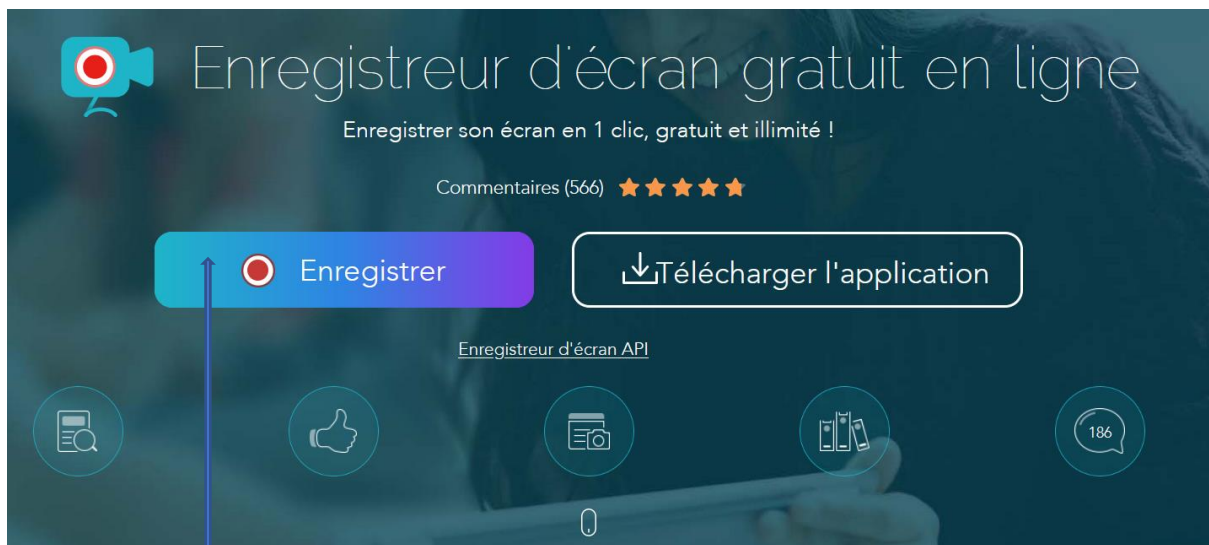 Enregistreur d'écran gratuit en ligne
Enregistrer son écran en 1 clic, gratuit et illimité !
Commentaires (566)
Enregistrer
Télécharger l'application
Enregistreur d'écran API
186